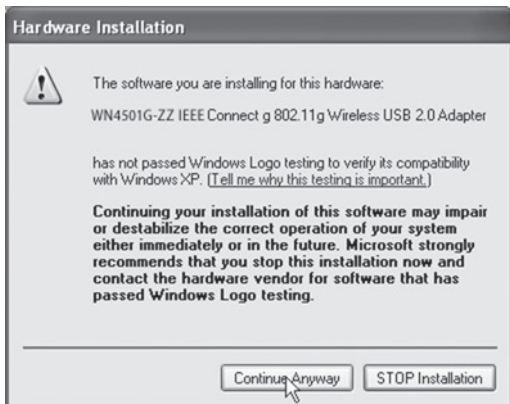 Hardware Installation
The software you are installing for this hardware:
WN4501G-ZZ IEEE Connect g 802.11g Wireless USB 2.0 Adapter
has not passed Windows Logo testing to verify its compatibility
with Windows XP. (Tell me why this testing is important.)
Continuing your installation of this software may impair
or destabilize the correct operation of your system
either immediately or in the future. Microsoft strongly
recommends that you stop this installation now and
contact the hardware vendor for software that has
passed Windows Logo testing.
Continue Anyway
STOP Installation